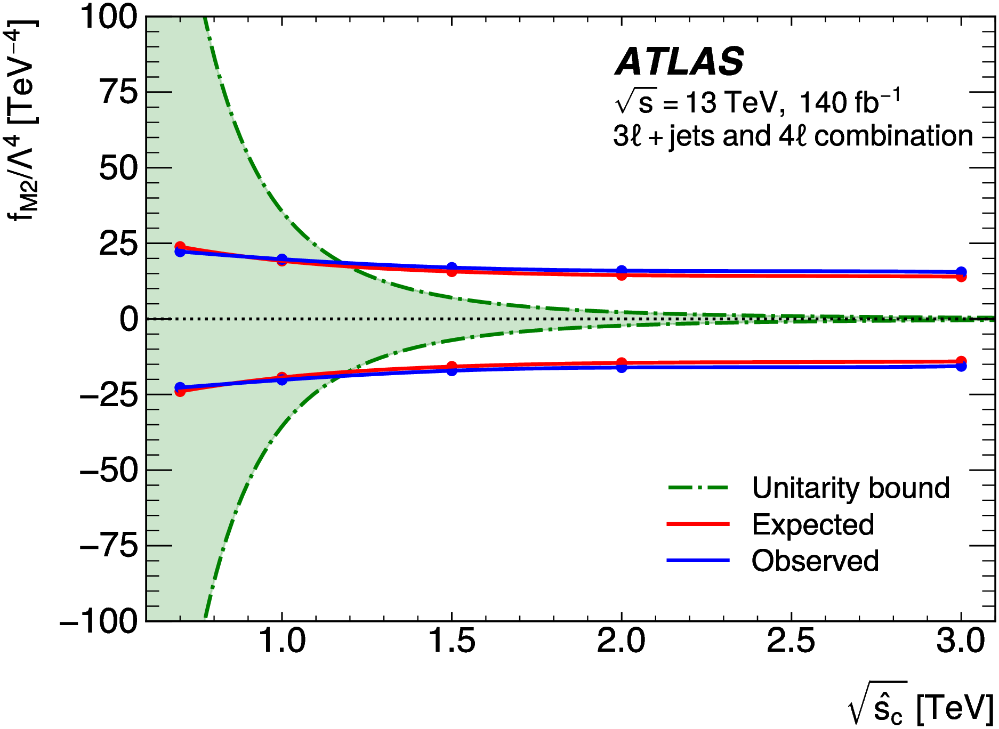 f_M2/Λ^4 [TeV^−4]
100
75
50
25
0
−25
−50
−75
−100
ATLAS
√s = 13 TeV, 140 fb^−1
3ℓ + jets and 4ℓ combination
Unitarity bound
Expected
Observed
1.0 1.5 2.0 2.5 3.0
√ŝ_c [TeV]